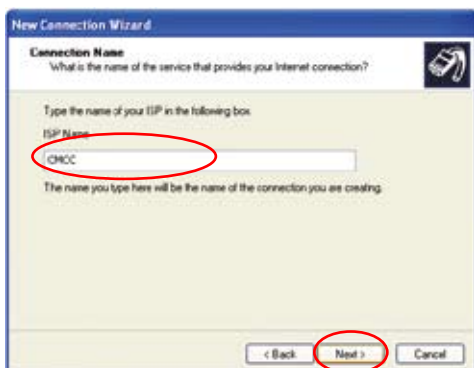 New Connection Wizard
Connection Name
What is the name of the service that provides your Internet connection?
Type the name of your ISP in the following box.
ISP Name
CMCC
The name you type here will be the name of the connection you are creating.
< Back
Next >
Cancel